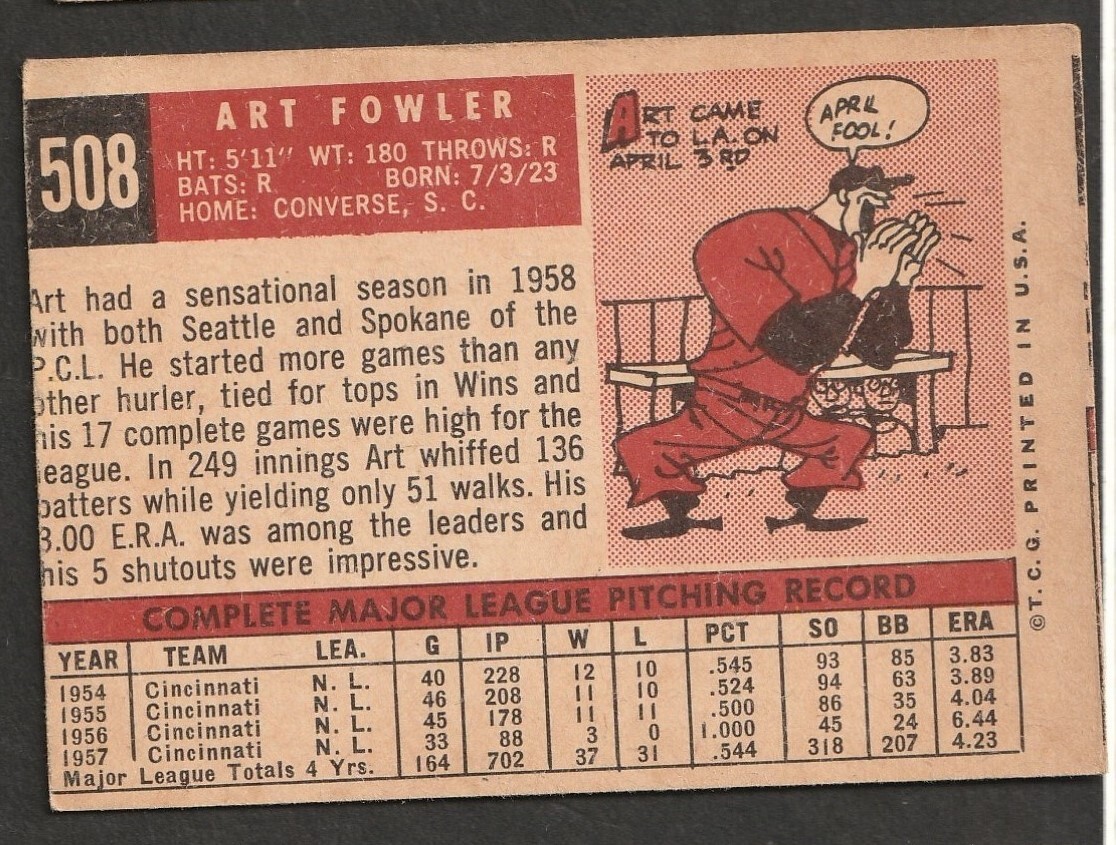 508
ART FOWLER
HT: 5'11" WT: 180 THROWS: R
BATS: R BORN: 7/3/23
HOME: CONVERSE, S. C.
ART CAME
TO L.A. ON
APRIL 3RD
APRIL
FOOL!
Art had a sensational season in 1958
with both Seattle and Spokane of the
P.C.L. He started more games than any
other hurler, tied for tops in Wins and
his 17 complete games were high for the
league. In 249 innings Art whiffed 136
batters while yielding only 51 walks. His
3.00 E.R.A. was among the leaders and
his 5 shutouts were impressive.
©T. C. G. PRINTED IN U.S.A.
COMPLETE MAJOR LEAGUE PITCHING RECORD
YEAR TEAM LEA. G IP W L PCT SO BB ERA
1954 Cincinnati N. L. 40 228 12 10 .545 93 85 3.83
1955 Cincinnati N. L. 46 208 11 10 .524 94 63 3.89
1956 Cincinnati N. L. 45 178 11 11 .500 86 35 4.04
1957 Cincinnati N. L. 33 88 3 0 1.000 45 24 6.44
Major League Totals 4 Yrs. 164 702 37 31 .544 318 207 4.23